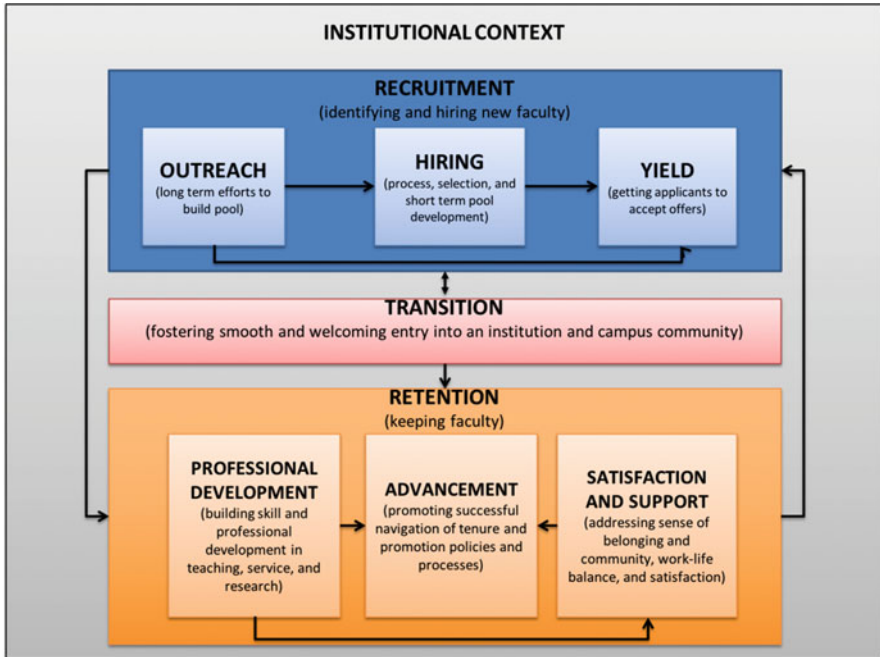 INSTITUTIONAL CONTEXT
RECRUITMENT
(identifying and hiring new faculty)
OUTREACH
(long term efforts to
build pool)
HIRING
(process, selection, and
short term pool
development)
YIELD
(getting applicants to
accept offers)
TRANSITION
(fostering smooth and welcoming entry into an institution and campus community)
RETENTION
(keeping faculty)
PROFESSIONAL
DEVELOPMENT
(building skill and
professional
development in
teaching, service, and
research)
ADVANCEMENT
(promoting successful
navigation of tenure and
promotion policies and
processes)
SATISFACTION
AND SUPPORT
(addressing sense of
belonging and
community, work-life
balance, and satisfaction)